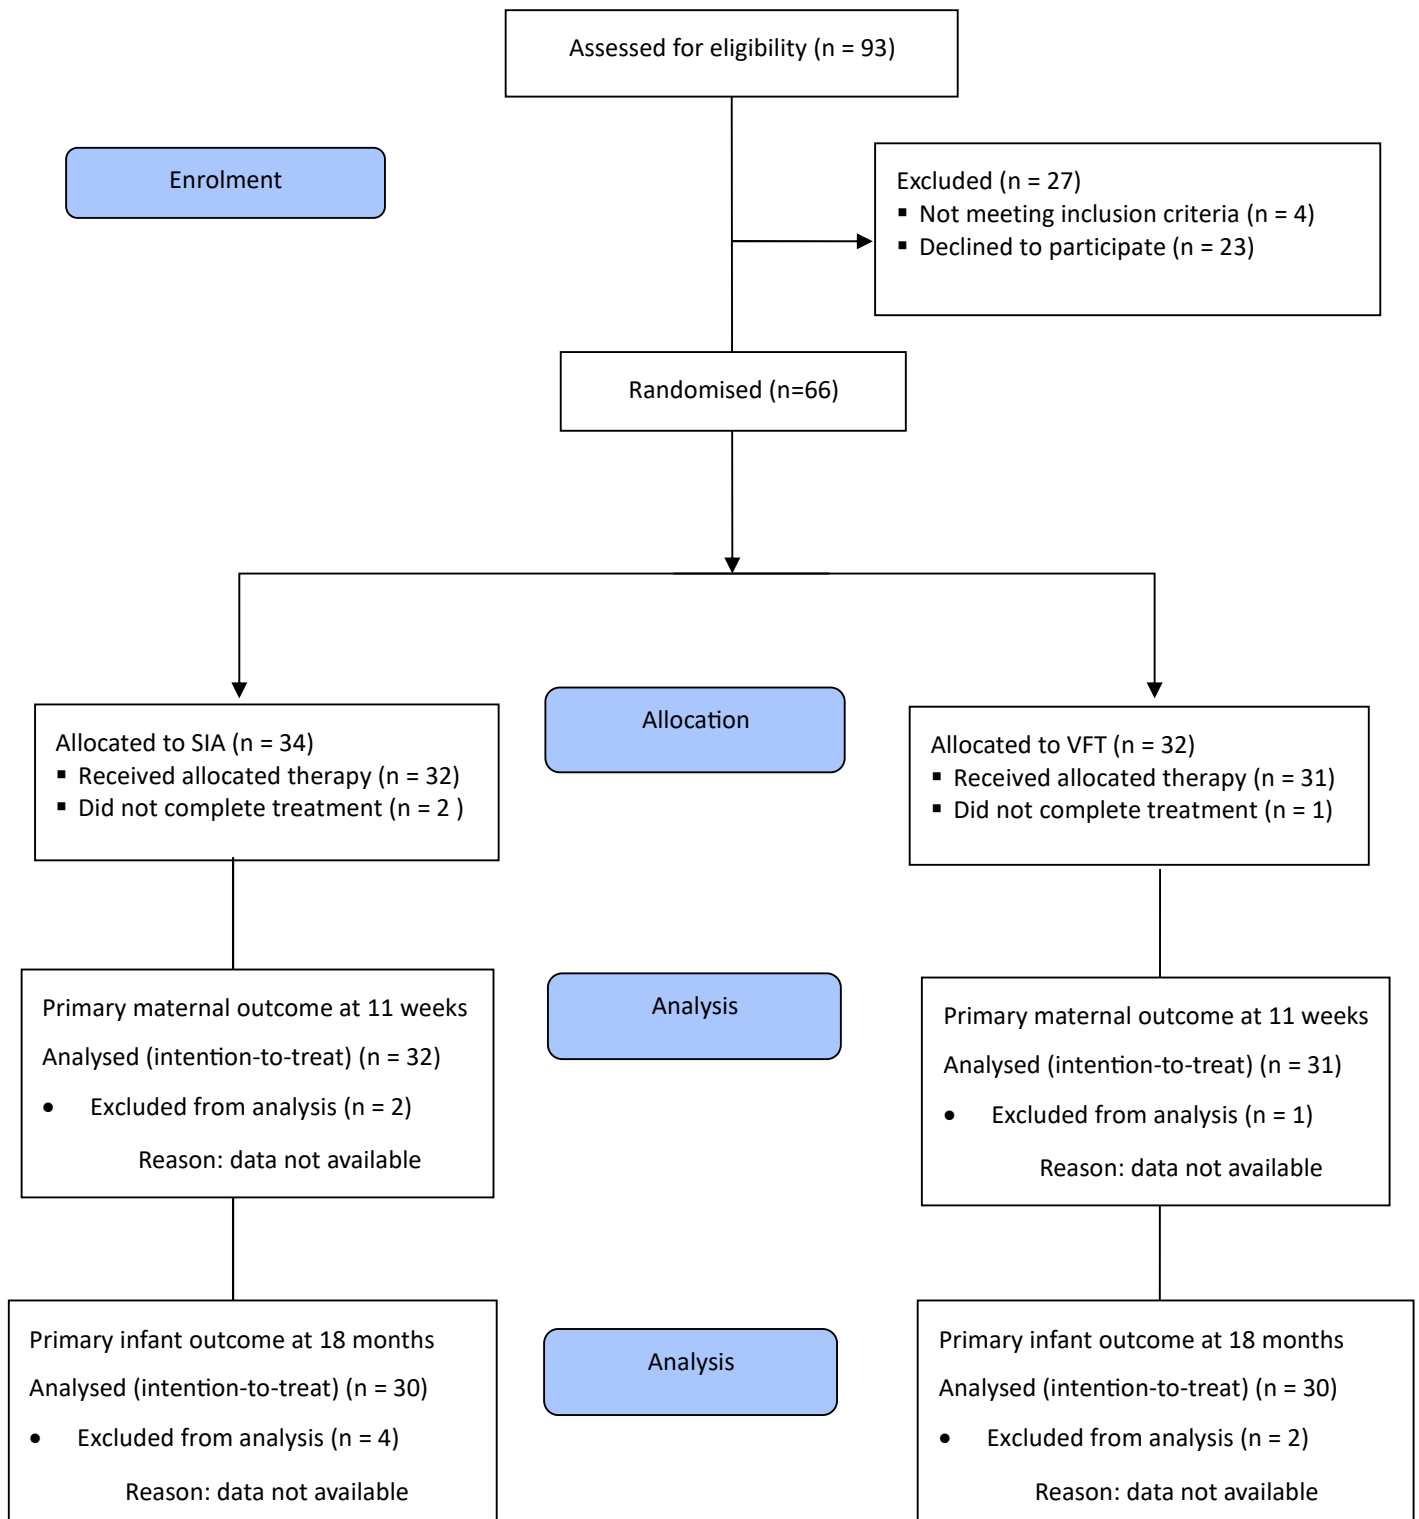 Assessed for eligibility (n = 93)
Enrolment
Excluded (n = 27)
▪ Not meeting inclusion criteria (n = 4)
▪ Declined to participate (n = 23)
Randomised (n=66)
Allocation
Allocated to SIA (n = 34)
▪ Received allocated therapy (n = 32)
▪ Did not complete treatment (n = 2 )
Allocated to VFT (n = 32)
▪ Received allocated therapy (n = 31)
▪ Did not complete treatment (n = 1)
Analysis
Primary maternal outcome at 11 weeks
Analysed (intention-to-treat) (n = 32)
• Excluded from analysis (n = 2)
Reason: data not available
Primary maternal outcome at 11 weeks
Analysed (intention-to-treat) (n = 31)
• Excluded from analysis (n = 1)
Reason: data not available
Analysis
Primary infant outcome at 18 months
Analysed (intention-to-treat) (n = 30)
• Excluded from analysis (n = 4)
Reason: data not available
Primary infant outcome at 18 months
Analysed (intention-to-treat) (n = 30)
• Excluded from analysis (n = 2)
Reason: data not available